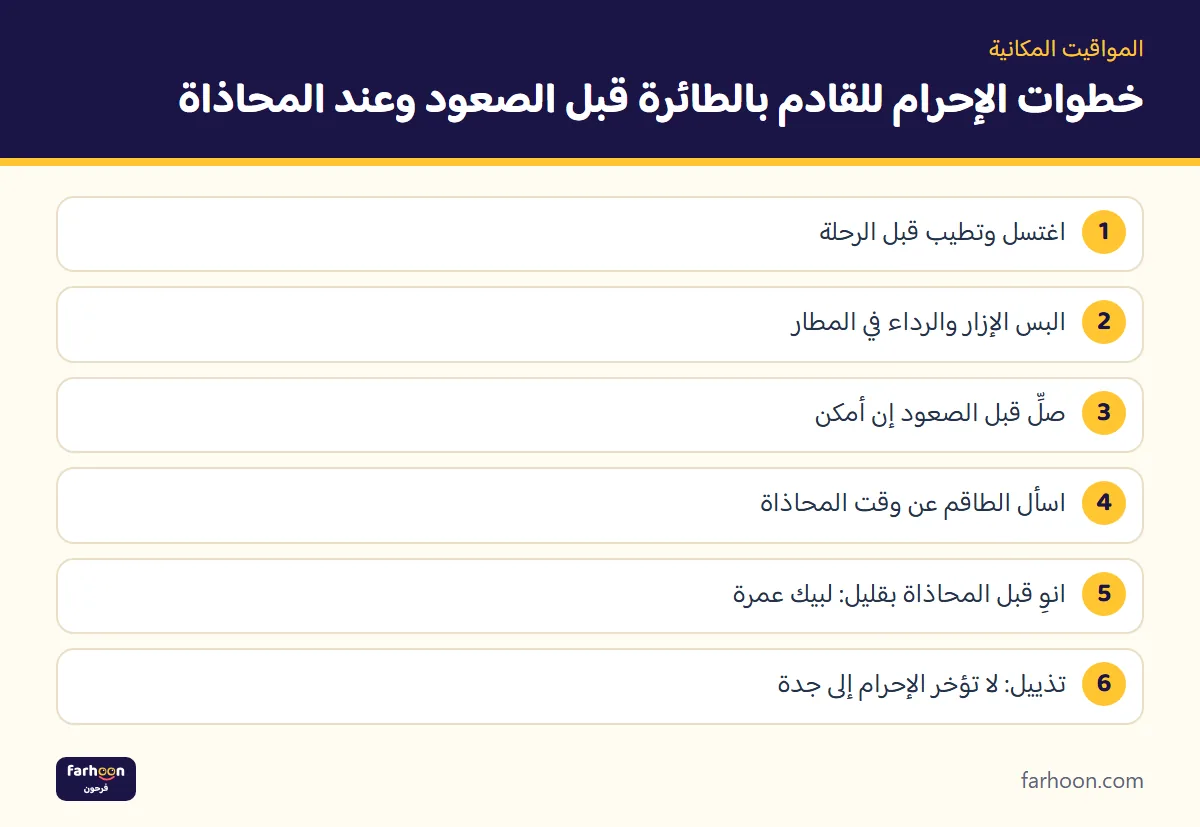 المواقيت المكانية
خطوات الإحرام للقادم بالطائرة قبل الصعود وعند المحاذاة
1 اغتسل وتطيب قبل الرحلة
2 البس الإزار والرداء في المطار
3 صلِّ قبل الصعود إن أمكن
4 اسأل الطاقم عن وقت المحاذاة
5 انوِ قبل المحاذاة بقليل: لبيك عمرة
6 تذييل: لا تؤخر الإحرام إلى جدة
farhoon.com
farhoon
فرحون